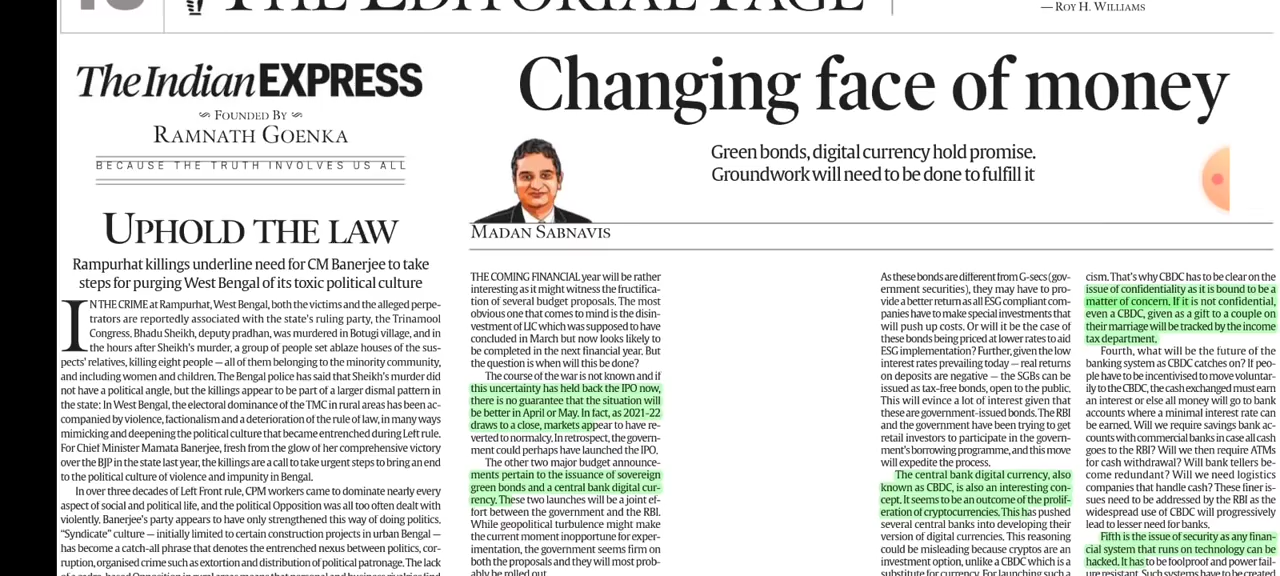 THE EDITORIAL PAGE
— ROY H. WILLIAMS
The Indian EXPRESS
FOUNDED BY
RAMNATH GOENKA
BECAUSE THE TRUTH INVOLVES US ALL
UPHOLD THE LAW
Rampurhat killings underline need for CM Banerjee to take
steps for purging West Bengal of its toxic political culture
IN THE CRIME at Rampurhat, West Bengal, both the victims and the alleged perpe-
trators are reportedly associated with the state's ruling party, the Trinamool
Congress. Bhadu Sheikh, deputy pradhan, was murdered in Botugi village, and in
the hours after Sheikh's murder, a group of people set ablaze houses of the sus-
pects' relatives, killing eight people — all of them belonging to the minority community,
and including women and children. The Bengal police has said that Sheikh's murder did
not have a political angle, but the killings appear to be part of a larger dismal pattern in
the state: In West Bengal, the electoral dominance of the TMC in rural areas has been ac-
companied by violence, factionalism and a deterioration of the rule of law, in many ways
mimicking and deepening the political culture that became entrenched during Left rule.
For Chief Minister Mamata Banerjee, fresh from the glow of her comprehensive victory
over the BJP in the state last year, the killings are a call to take urgent steps to bring an end
to the political culture of violence and impunity in Bengal.
In over three decades of Left Front rule, CPM workers came to dominate nearly every
aspect of social and political life, and the political Opposition was all too often dealt with
violently. Banerjee's party appears to have only strengthened this way of doing politics.
"Syndicate" culture — initially limited to certain construction projects in urban Bengal —
has become a catch-all phrase that denotes the entrenched nexus between politics, cor-
ruption, organised crime such as extortion and distribution of political patronage. The lack
Changing face of money
Green bonds, digital currency hold promise.
Groundwork will need to be done to fulfill it
MADAN SABNAVIS
THE COMING FINANCIAL year will be rather
interesting as it might witness the fructifica-
tion of several budget proposals. The most
obvious one that comes to mind is the disin-
vestment of LIC which was supposed to have
concluded in March but now looks likely to
be completed in the next financial year. But
the question is when will this be done?
The course of the war is not known and if
this uncertainty has held back the IPO now,
there is no guarantee that the situation will
be better in April or May. In fact, as 2021-22
draws to a close, markets appear to have re-
verted to normalcy. In retrospect, the govern-
ment could perhaps have launched the IPO.
The other two major budget announce-
ments pertain to the issuance of sovereign
green bonds and a central bank digital cur-
rency. These two launches will be a joint ef-
fort between the government and the RBI.
While geopolitical turbulence might make
the current moment inopportune for exper-
imentation, the government seems firm on
both the proposals and they will most prob-
ably be rolled out.
As these bonds are different from G-secs (gov-
ernment securities), they may have to pro-
vide a better return as all ESG compliant com-
panies have to make special investments that
will push up costs. Or will it be the case of
these bonds being priced at lower rates to aid
ESG implementation? Further, given the low
interest rates prevailing today — real returns
on deposits are negative — the SGBs can be
issued as tax-free bonds, open to the public.
This will evince a lot of interest given that
these are government-issued bonds. The RBI
and the government have been trying to get
retail investors to participate in the govern-
ment's borrowing programme, and this move
will expedite the process.
The central bank digital currency, also
known as CBDC, is also an interesting con-
cept. It seems to be an outcome of the prolif-
eration of cryptocurrencies. This has pushed
several central banks into developing their
version of digital currencies. This reasoning
could be misleading because cryptos are an
investment option, unlike a CBDC which is a
substitute for currency. For launching such a
cism. That's why CBDC has to be clear on the
issue of confidentiality as it is bound to be a
matter of concern. If it is not confidential,
even a CBDC, given as a gift to a couple on
their marriage will be tracked by the income
tax department.
Fourth, what will be the future of the
banking system as CBDC catches on? If peo-
ple have to be incentivised to move voluntar-
ily to the CBDC, the cash exchanged must earn
an interest or else all money will go to bank
accounts where a minimal interest rate can
be earned. Will we require savings bank ac-
counts with commercial banks in case all cash
goes to the RBI? Will we then require ATMs
for cash withdrawal? Will bank tellers be-
come redundant? Will we need logistics
companies that handle cash? These finer is-
sues need to be addressed by the RBI as the
widespread use of CBDC will progressively
lead to lesser need for banks.
Fifth is the issue of security as any finan-
cial system that runs on technology can be
hacked. It has to be foolproof and power fail-
ure resistant. Such systems have to be created